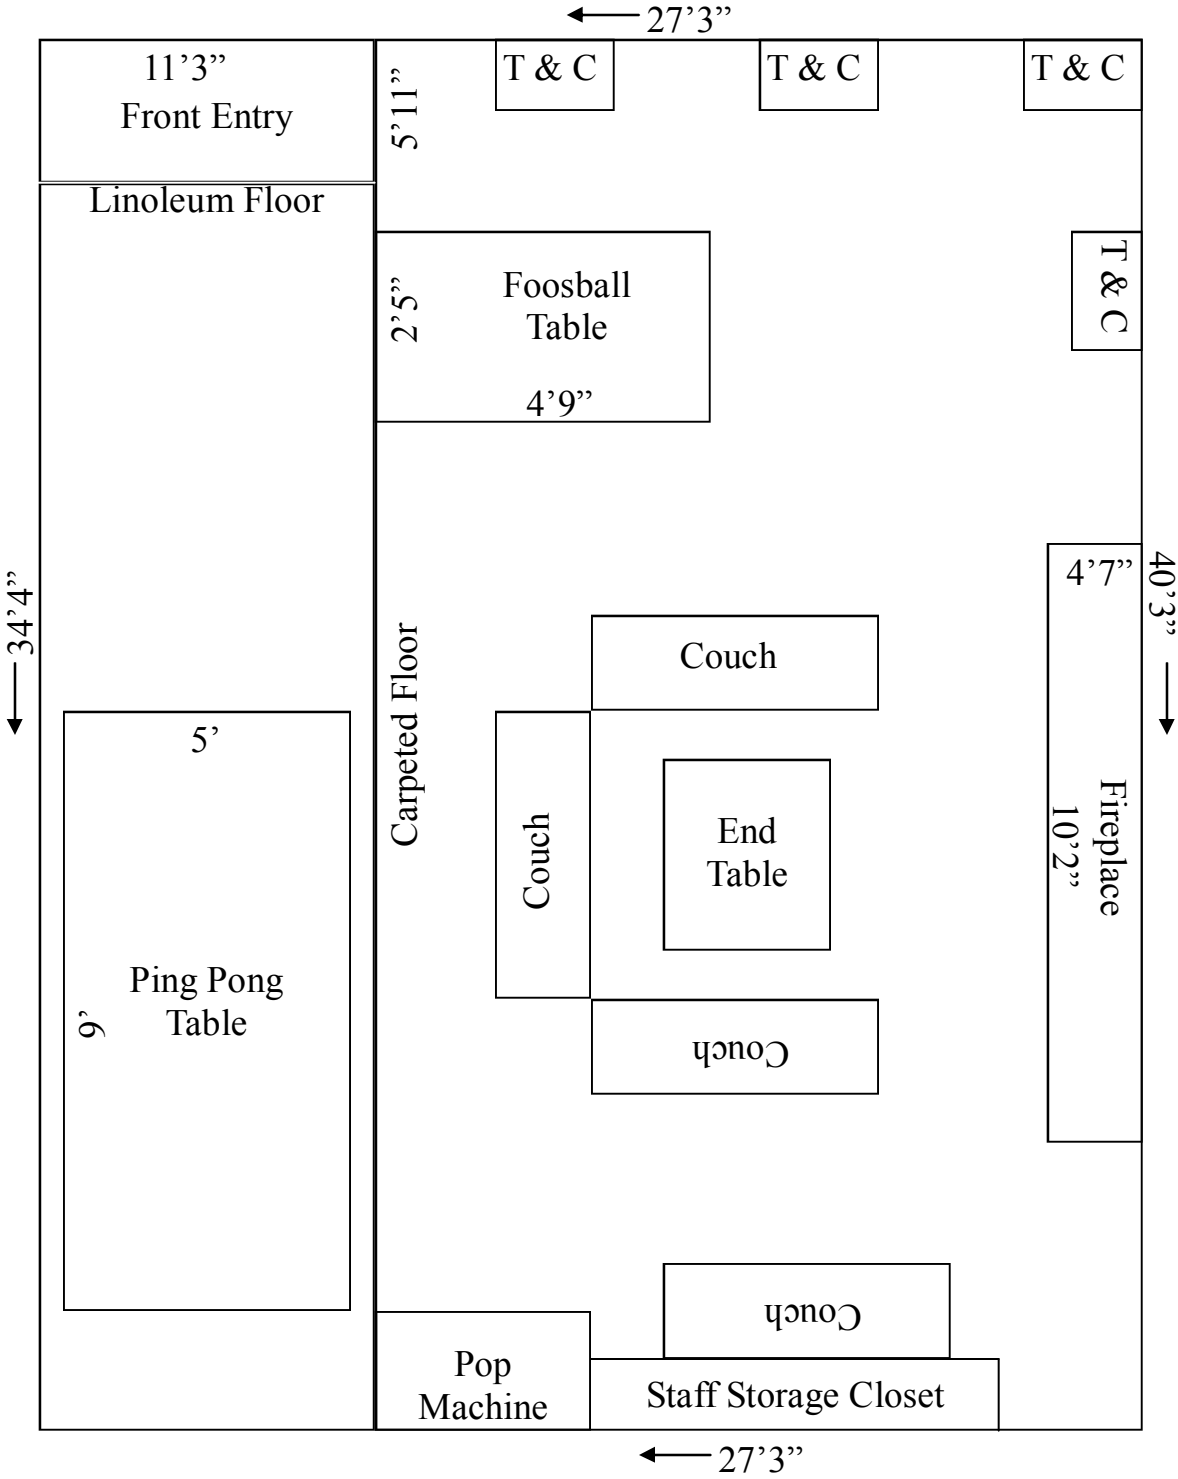 27’3”
11’3”
Front Entry
5’11”
T & C
T & C
T & C
Linoleum Floor
2’5”
Foosball
Table
4’9”
T & C
34’4”
4’7”
40’3”
Carpeted Floor
Couch
5’
Couch
End
Table
10’2”
Fireplace
Ping Pong
Table
9’
Couch
Couch
Pop
Machine
Staff Storage Closet
27’3”